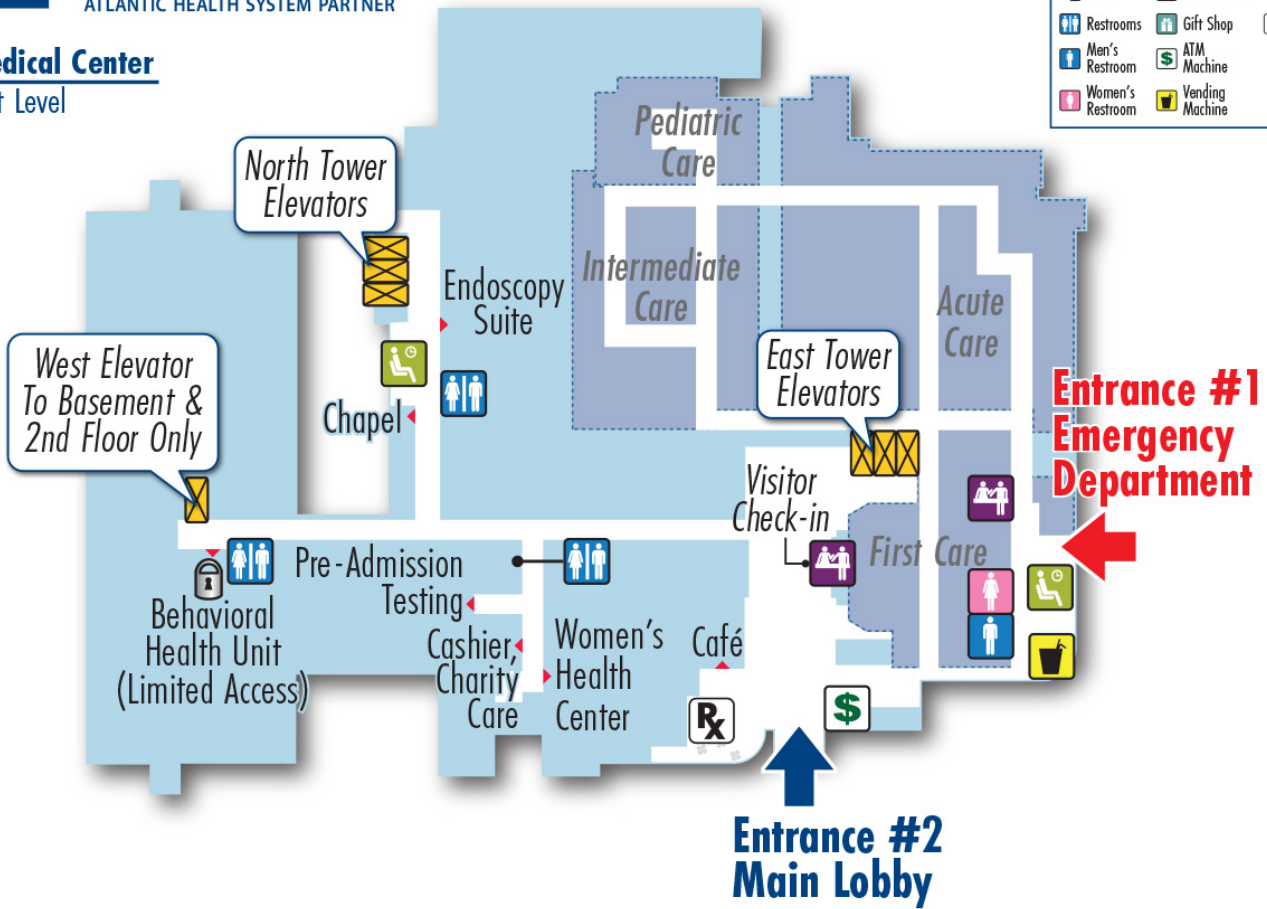 ATLANTIC HEALTH SYSTEM PARTNER
Medical Center
Level
Restrooms
Gift Shop
Men's
Restroom
$
ATM
Machine
Women's
Restroom
Vending
Machine
North Tower
Elevators
Pediatric
Care
Endoscopy
Suite
Intermediate
Care
Acute
Care
West Elevator
To Basement &
2nd Floor Only
East Tower
Elevators
Chapel
Entrance #1
Emergency
Department
Visitor
Check-in
First Care
Pre-Admission
Testing
Behavioral
Health Unit
(Limited Access)
Cashier,
Charity
Care
Women's
Health
Center
Café
Rx
$
Entrance #2
Main Lobby